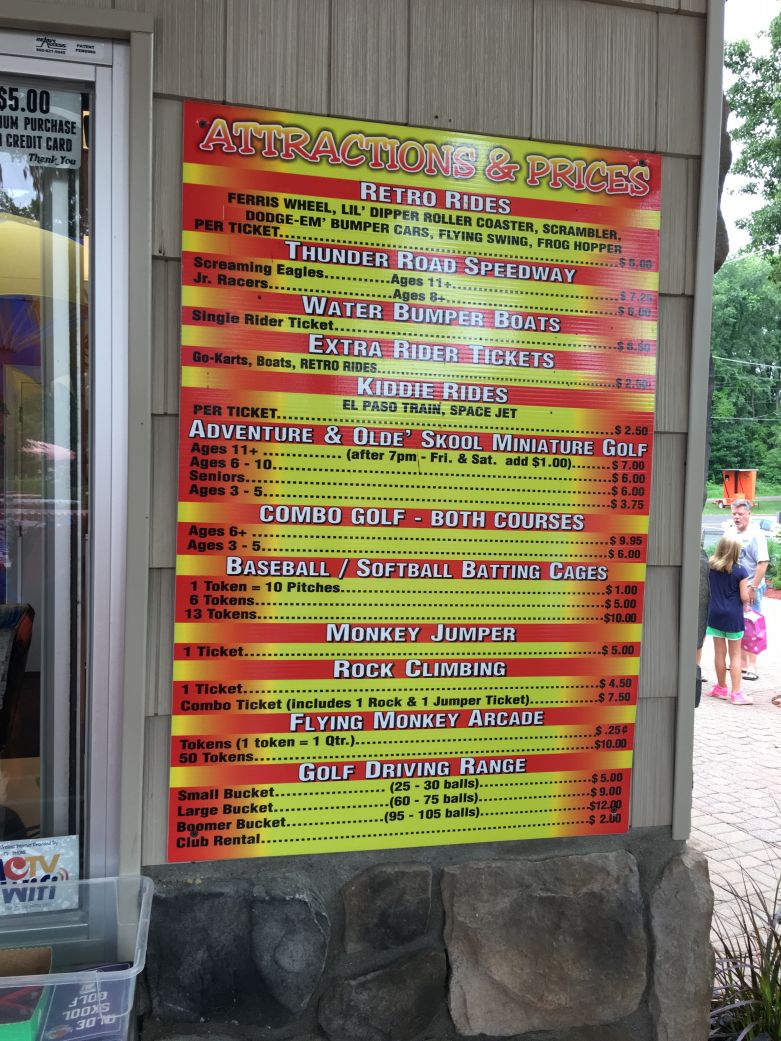 $5.00
UM PURCHASE
CREDIT CARD
Thank You
PATENT
PENDING
ATTRACTIONS & PRICES
RETRO RIDES
FERRIS WHEEL, LIL' DIPPER ROLLER COASTER, SCRAMBLER,
DODGE-EM' BUMPER CARS, FLYING SWING, FROG HOPPER
PER TICKET.......... $ 5.00
THUNDER ROAD SPEEDWAY
Screaming Eagles..........Ages 11+.......... $ 7.25
Jr. Racers..........Ages 8+.......... $ 6.00
WATER BUMPER BOATS
Single Rider Ticket.......... $ 6.50
EXTRA RIDER TICKETS
Go-Karts, Boats, RETRO RIDES.......... $ 2.50
KIDDIE RIDES
EL PASO TRAIN, SPACE JET
PER TICKET.......... $ 2.50
ADVENTURE & OLDE' SKOOL MINIATURE GOLF
Ages 11+ .......... (after 7pm - Fri. & Sat. add $1.00)..........$ 7.00
Ages 6 - 10..........$ 6.00
Seniors..........$ 6.00
Ages 3 - 5..........$ 3.75
COMBO GOLF - BOTH COURSES
Ages 6+ ..........$ 9.95
Ages 3 - 5..........$ 6.00
BASEBALL / SOFTBALL BATTING CAGES
1 Token = 10 Pitches..........$1.00
6 Tokens..........$5.00
13 Tokens..........$10.00
MONKEY JUMPER
1 Ticket..........$ 5.00
ROCK CLIMBING
1 Ticket..........$ 4.50
Combo Ticket (includes 1 Rock & 1 Jumper Ticket)..........$ 7.50
FLYING MONKEY ARCADE
Tokens (1 token = 1 Qtr.)..........$ .25¢
50 Tokens..........$10.00
GOLF DRIVING RANGE
Small Bucket..........(25 - 30 balls)..........$ 5.00
Large Bucket..........(60 - 75 balls)..........$ 9.00
Boomer Bucket..........(95 - 105 balls)..........$12.00
Club Rental..........$ 2.00
CTV
WiFi
OLDE
SKOOL
GOLF